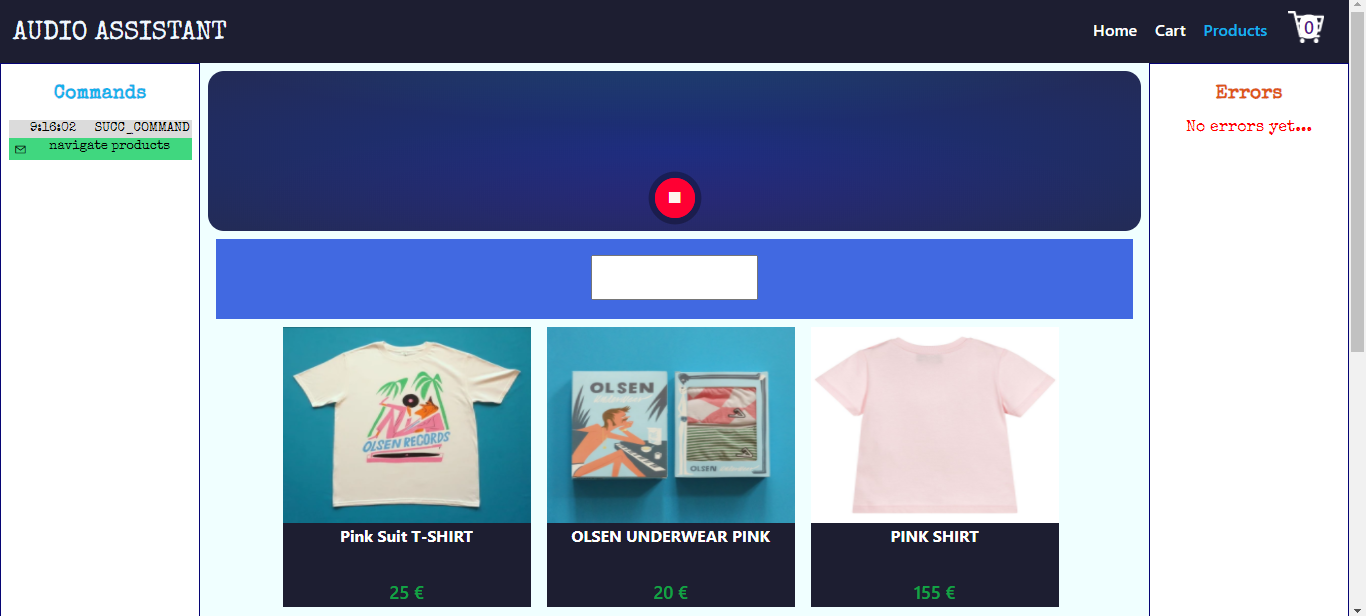 AUDIO ASSISTANT
Home Cart Products 0
Commands
9:16:02 SUCC_COMMAND
navigate products
Errors
No errors yet...
OLSEN RECORDS
OLSEN
OLSEN
Pink Suit T-SHIRT
OLSEN UNDERWEAR PINK
PINK SHIRT
25 €
20 €
155 €